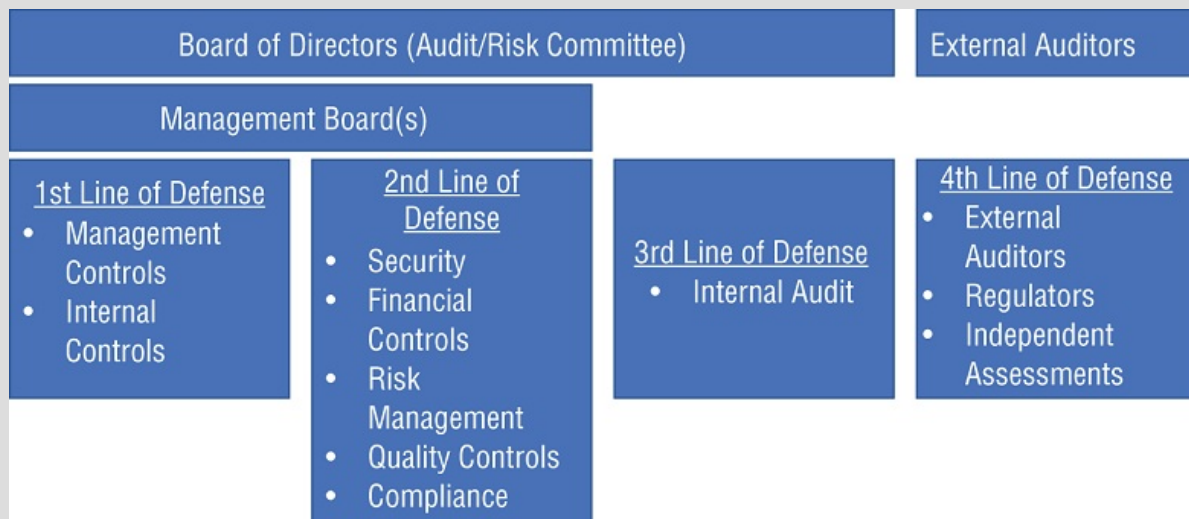 Board of Directors (Audit/Risk Committee)
External Auditors
Management Board(s)
1st Line of Defense
• Management
Controls
• Internal
Controls
2nd Line of
Defense
• Security
• Financial
Controls
• Risk
Management
• Quality Controls
• Compliance
3rd Line of Defense
• Internal Audit
4th Line of Defense
• External
Auditors
• Regulators
• Independent
Assessments